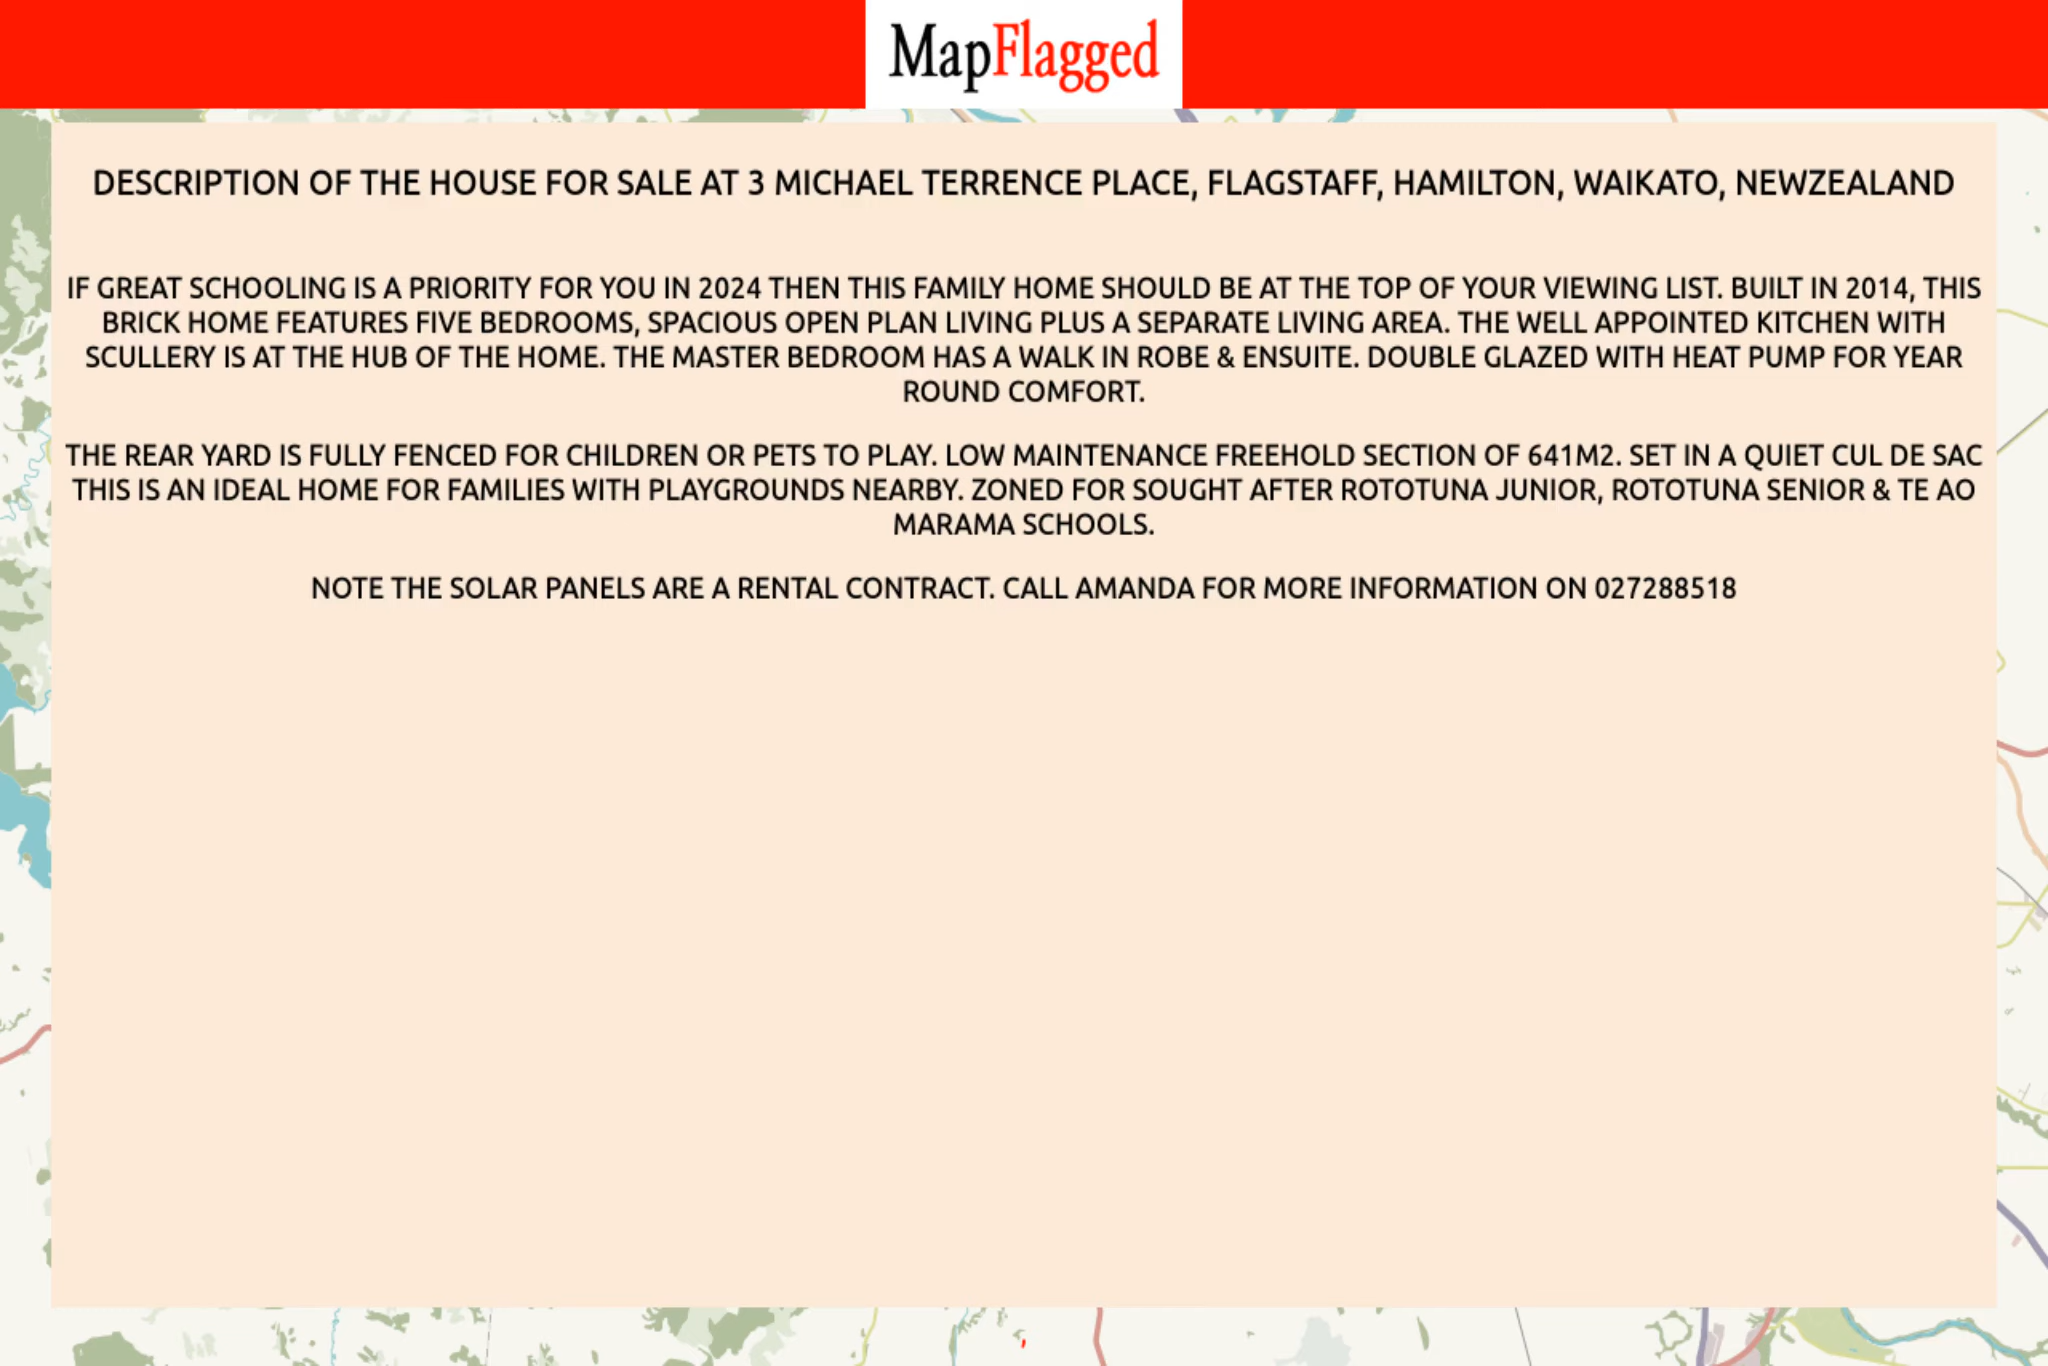 MapFlagged
DESCRIPTION OF THE HOUSE FOR SALE AT 3 MICHAEL TERRENCE PLACE, FLAGSTAFF, HAMILTON, WAIKATO, NEWZEALAND
IF GREAT SCHOOLING IS A PRIORITY FOR YOU IN 2024 THEN THIS FAMILY HOME SHOULD BE AT THE TOP OF YOUR VIEWING LIST. BUILT IN 2014, THIS
BRICK HOME FEATURES FIVE BEDROOMS, SPACIOUS OPEN PLAN LIVING PLUS A SEPARATE LIVING AREA. THE WELL APPOINTED KITCHEN WITH
SCULLERY IS AT THE HUB OF THE HOME. THE MASTER BEDROOM HAS A WALK IN ROBE & ENSUITE. DOUBLE GLAZED WITH HEAT PUMP FOR YEAR
ROUND COMFORT.
THE REAR YARD IS FULLY FENCED FOR CHILDREN OR PETS TO PLAY. LOW MAINTENANCE FREEHOLD SECTION OF 641M2. SET IN A QUIET CUL DE SAC
THIS IS AN IDEAL HOME FOR FAMILIES WITH PLAYGROUNDS NEARBY. ZONED FOR SOUGHT AFTER ROTOTUNA JUNIOR, ROTOTUNA SENIOR & TE AO
MARAMA SCHOOLS.
NOTE THE SOLAR PANELS ARE A RENTAL CONTRACT. CALL AMANDA FOR MORE INFORMATION ON 027288518